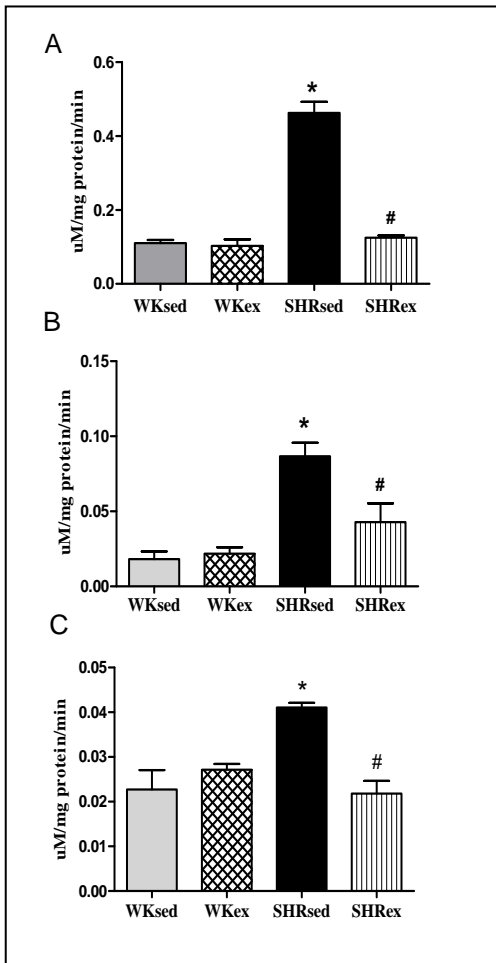 A
uM/mg protein/min
0.6
0.4
0.2
0.0
*
#
WKsed WKex SHRsed SHRex
B
uM/mg protein/min
0.15
0.10
0.05
0.00
*
#
WKsed WKex SHRsed SHRex
C
uM/mg protein/min
0.05
0.04
0.03
0.02
0.01
0.00
*
#
WKsed WKex SHRsed SHRex